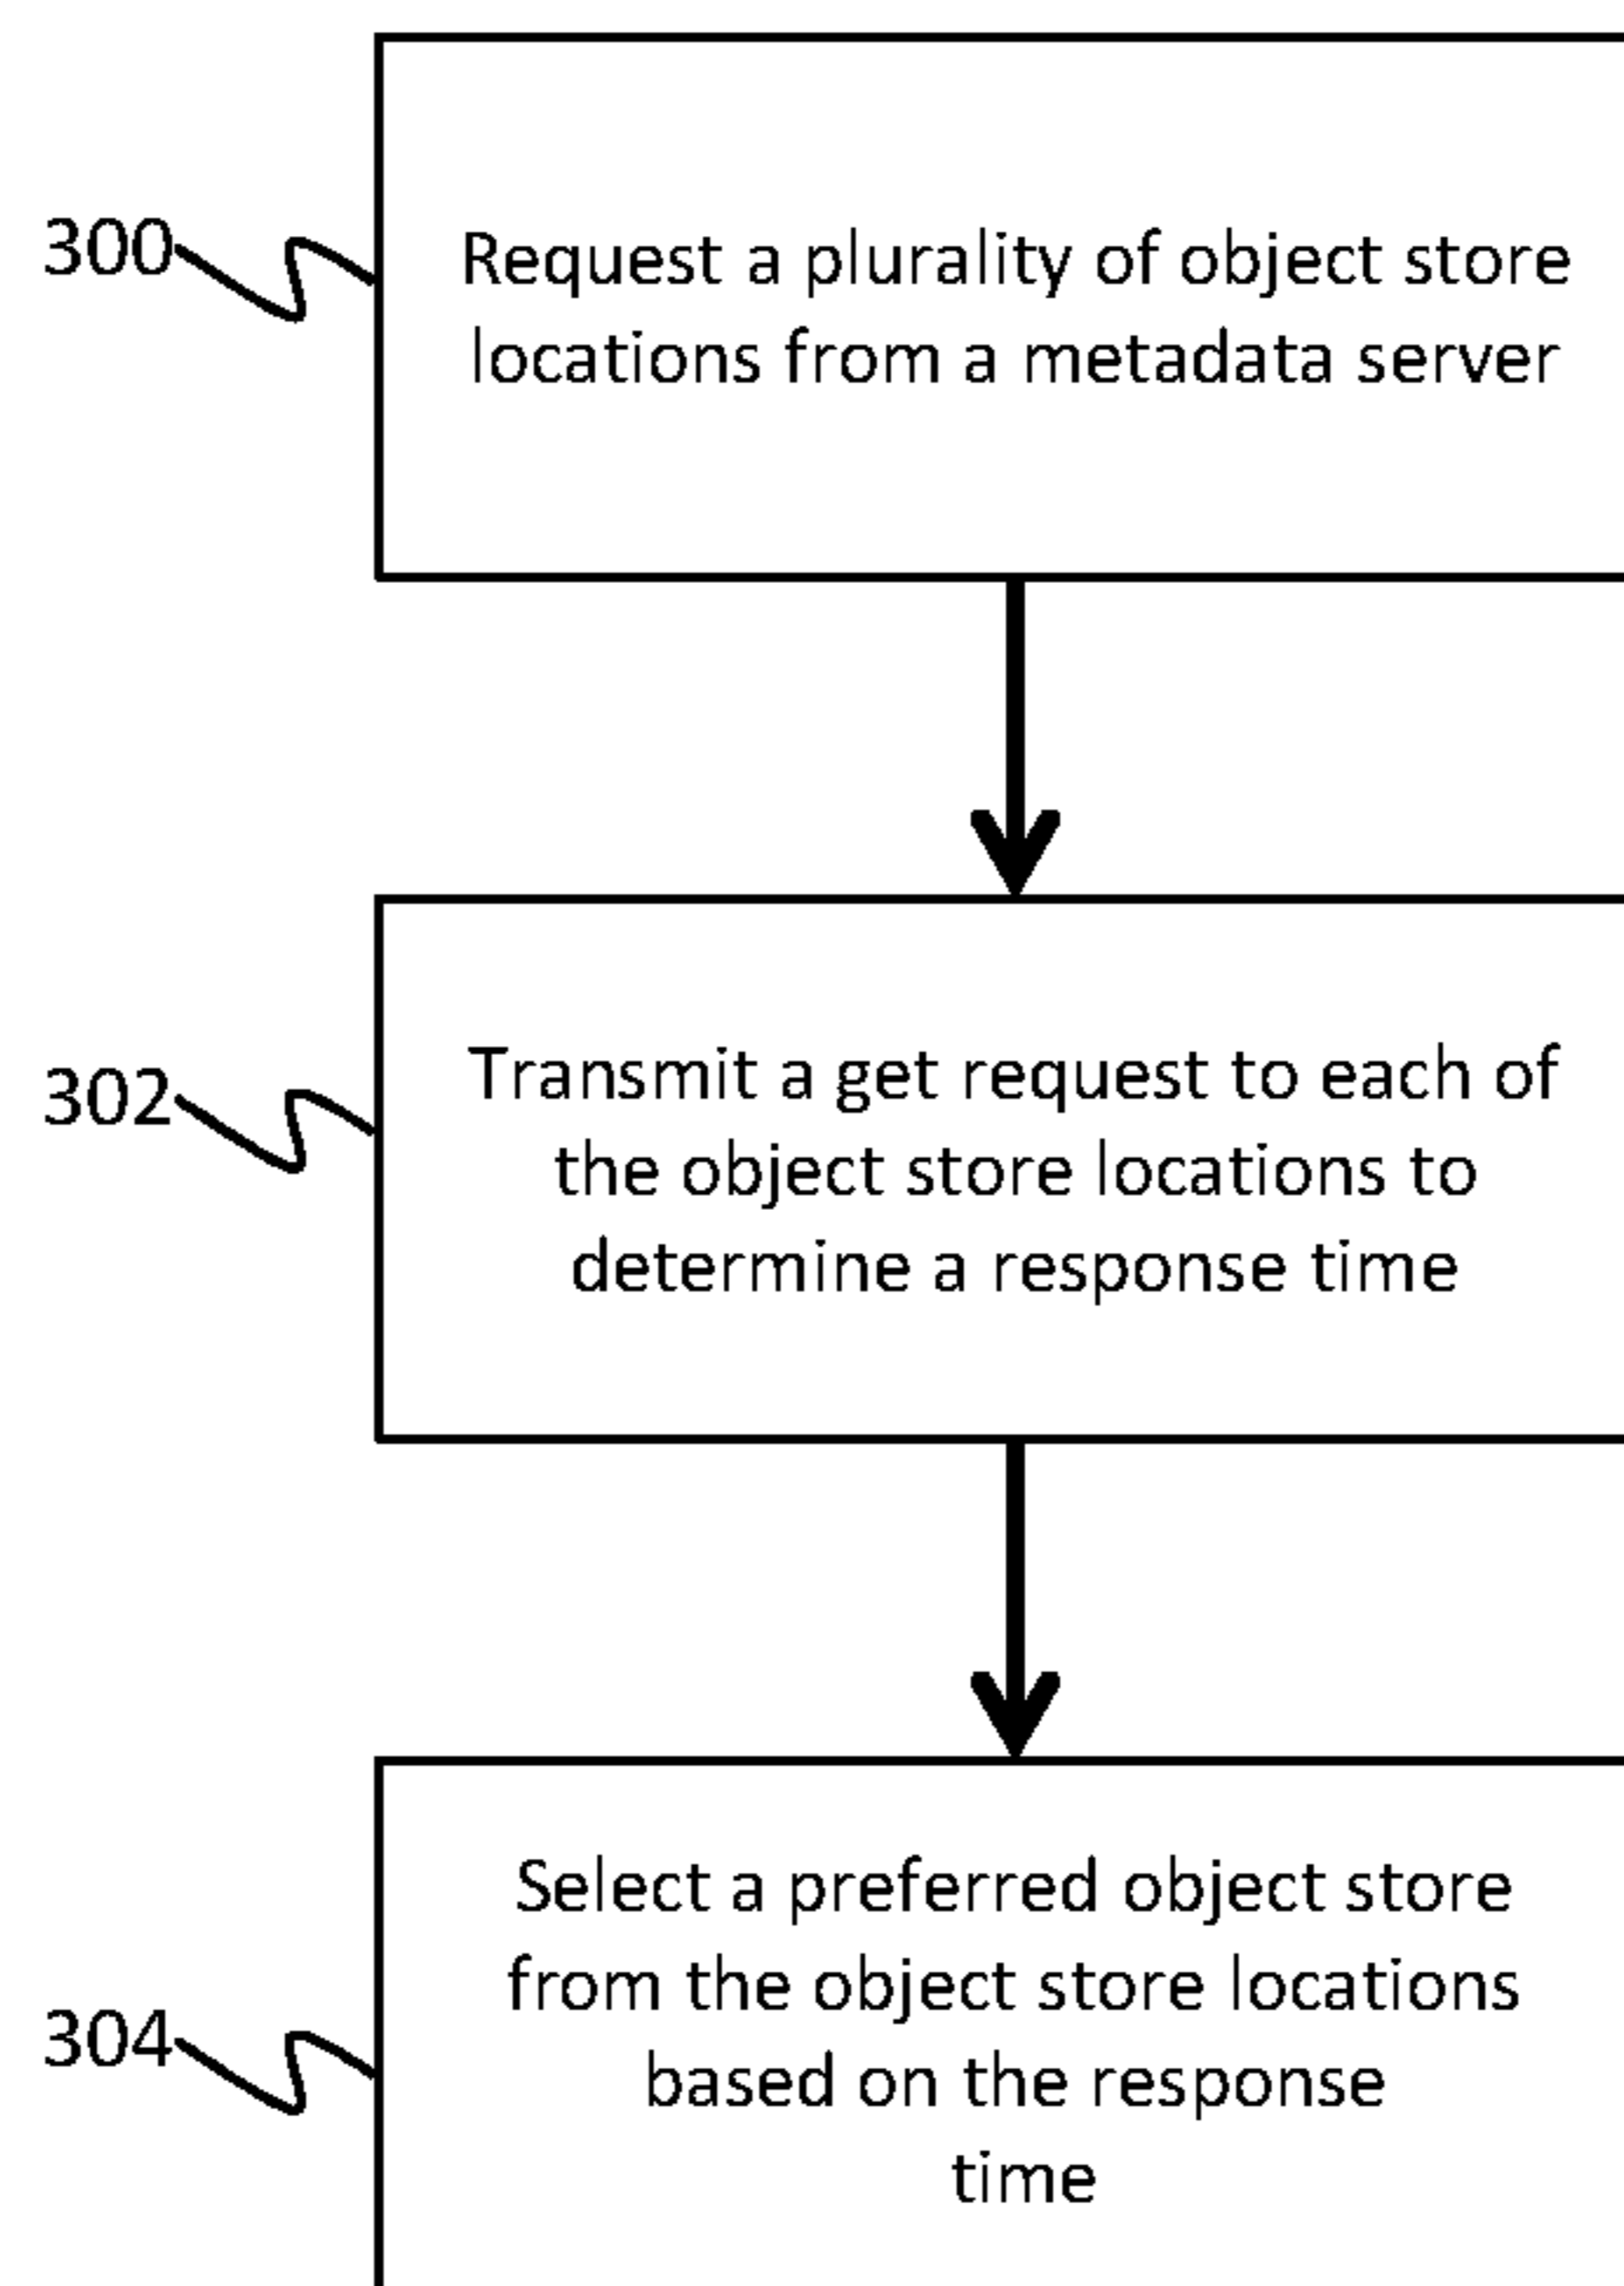 300
Request a plurality of object store
locations from a metadata server
302
Transmit a get request to each of
the object store locations to
determine a response time
304
Select a preferred object store
from the object store locations
based on the response
time